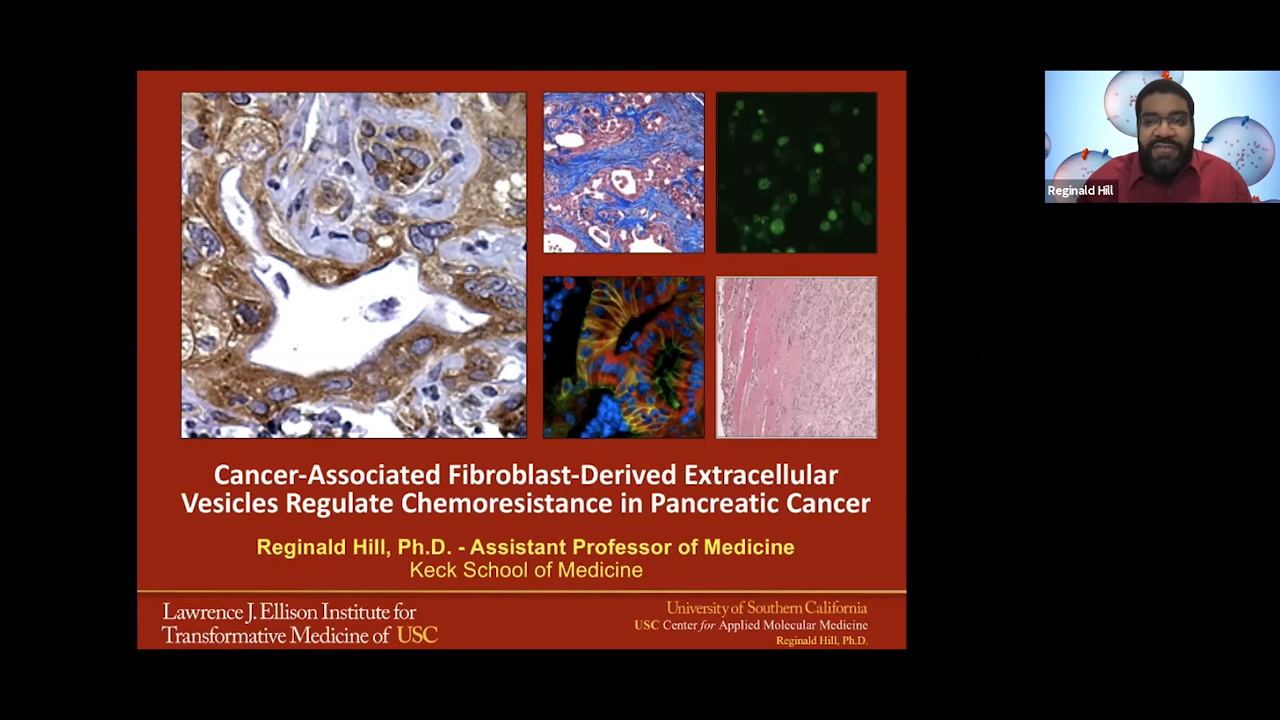 Reginald Hill
Cancer-Associated Fibroblast-Derived Extracellular
Vesicles Regulate Chemoresistance in Pancreatic Cancer
Reginald Hill, Ph.D. - Assistant Professor of Medicine
Keck School of Medicine
Lawrence J. Ellison Institute for
Transformative Medicine of USC
University of Southern California
USC Center for Applied Molecular Medicine
Reginald Hill, Ph.D.